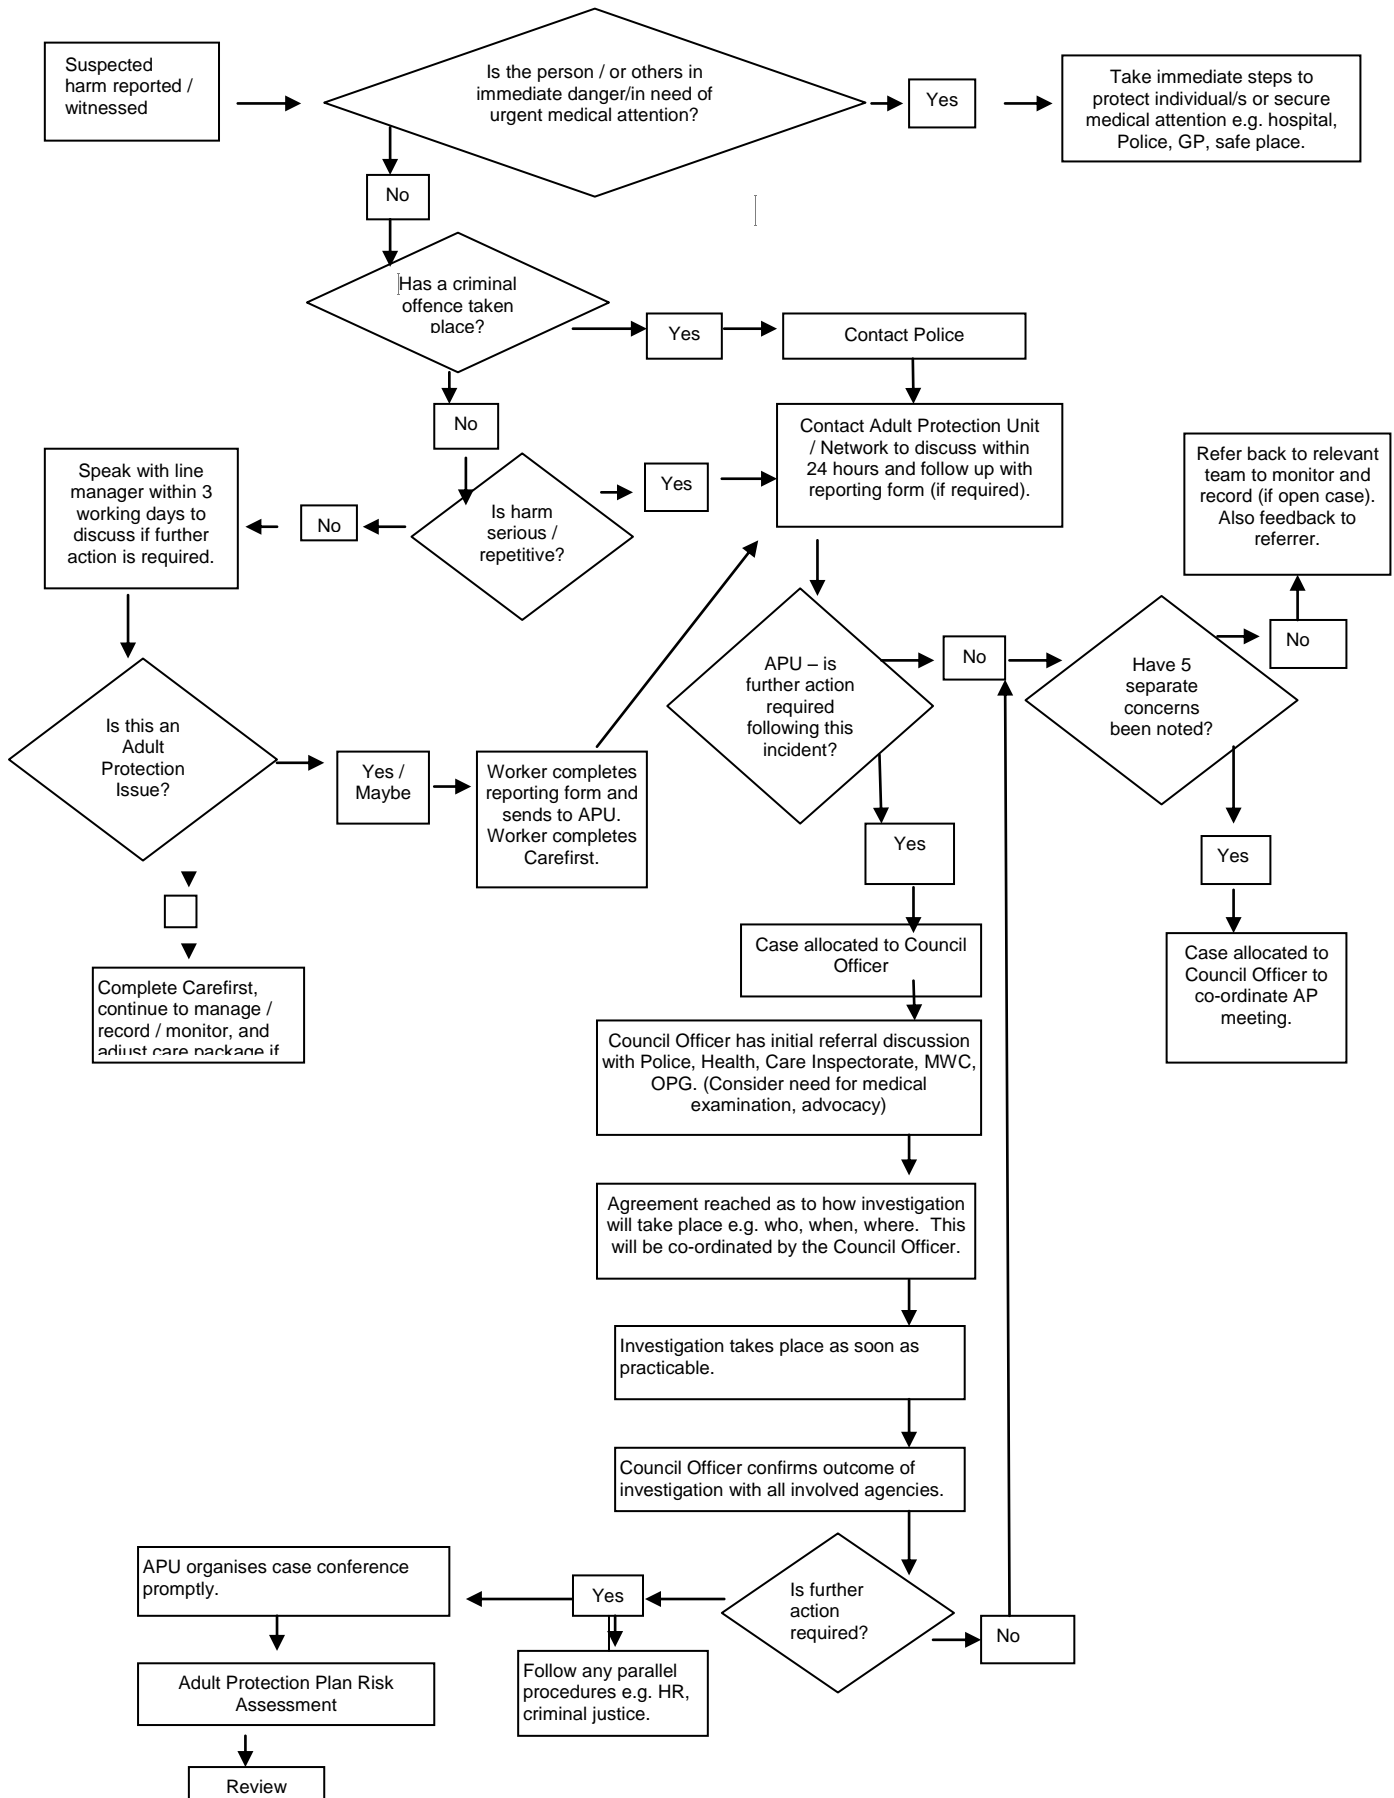 Suspected
harm reported /
witnessed
Is the person / or others in
immediate danger/in need of
urgent medical attention?
Yes
Take immediate steps to
protect individual/s or secure
medical attention e.g. hospital,
Police, GP, safe place.
No
Has a criminal
offence taken
place?
Yes
Contact Police
No
Contact Adult Protection Unit
/ Network to discuss within
24 hours and follow up with
reporting form (if required).
Refer back to relevant
team to monitor and
record (if open case).
Also feedback to
referrer.
Speak with line
manager within 3
working days to
discuss if further
action is required.
No
Is harm
serious /
repetitive?
Yes
No
APU – is
further action
required
following this
incident?
No
Have 5
separate
concerns
been noted?
Is this an
Adult
Protection
Issue?
Yes /
Maybe
Worker completes
reporting form and
sends to APU.
Worker completes
Carefirst.
Yes
Yes
Case allocated to Council
Officer
Case allocated to
Council Officer to
co-ordinate AP
meeting.
Complete Carefirst,
continue to manage /
record / monitor, and
adjust care package if
Council Officer has initial referral discussion
with Police, Health, Care Inspectorate, MWC,
OPG. (Consider need for medical
examination, advocacy)
Agreement reached as to how investigation
will take place e.g. who, when, where. This
will be co-ordinated by the Council Officer.
Investigation takes place as soon as
practicable.
Council Officer confirms outcome of
investigation with all involved agencies.
APU organises case conference
promptly.
Yes
Is further
action
required?
No
Follow any parallel
procedures e.g. HR,
criminal justice.
Adult Protection Plan Risk
Assessment
Review